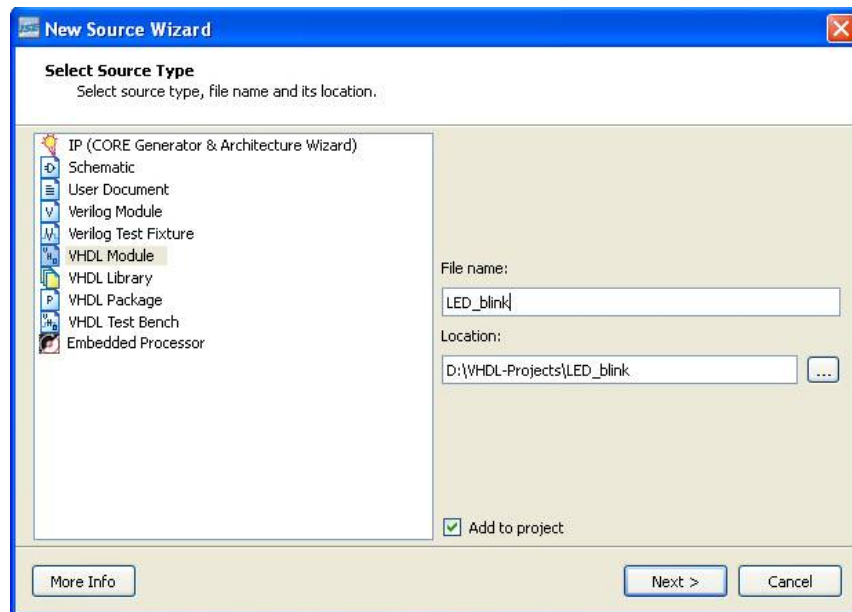 New Source Wizard
Select Source Type
Select source type, file name and its location.
IP (CORE Generator & Architecture Wizard)
Schematic
User Document
Verilog Module
Verilog Test Fixture
VHDL Module
VHDL Library
VHDL Package
VHDL Test Bench
Embedded Processor
File name:
LED_blink
Location:
D:\VHDL-Projects\LED_blink
...
Add to project
More Info
Next >
Cancel